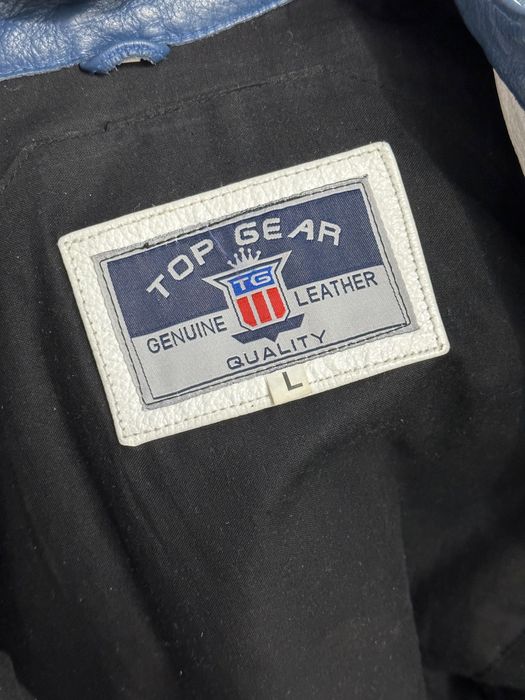 TOP GEAR
TG
GENUINE LEATHER
QUALITY
L